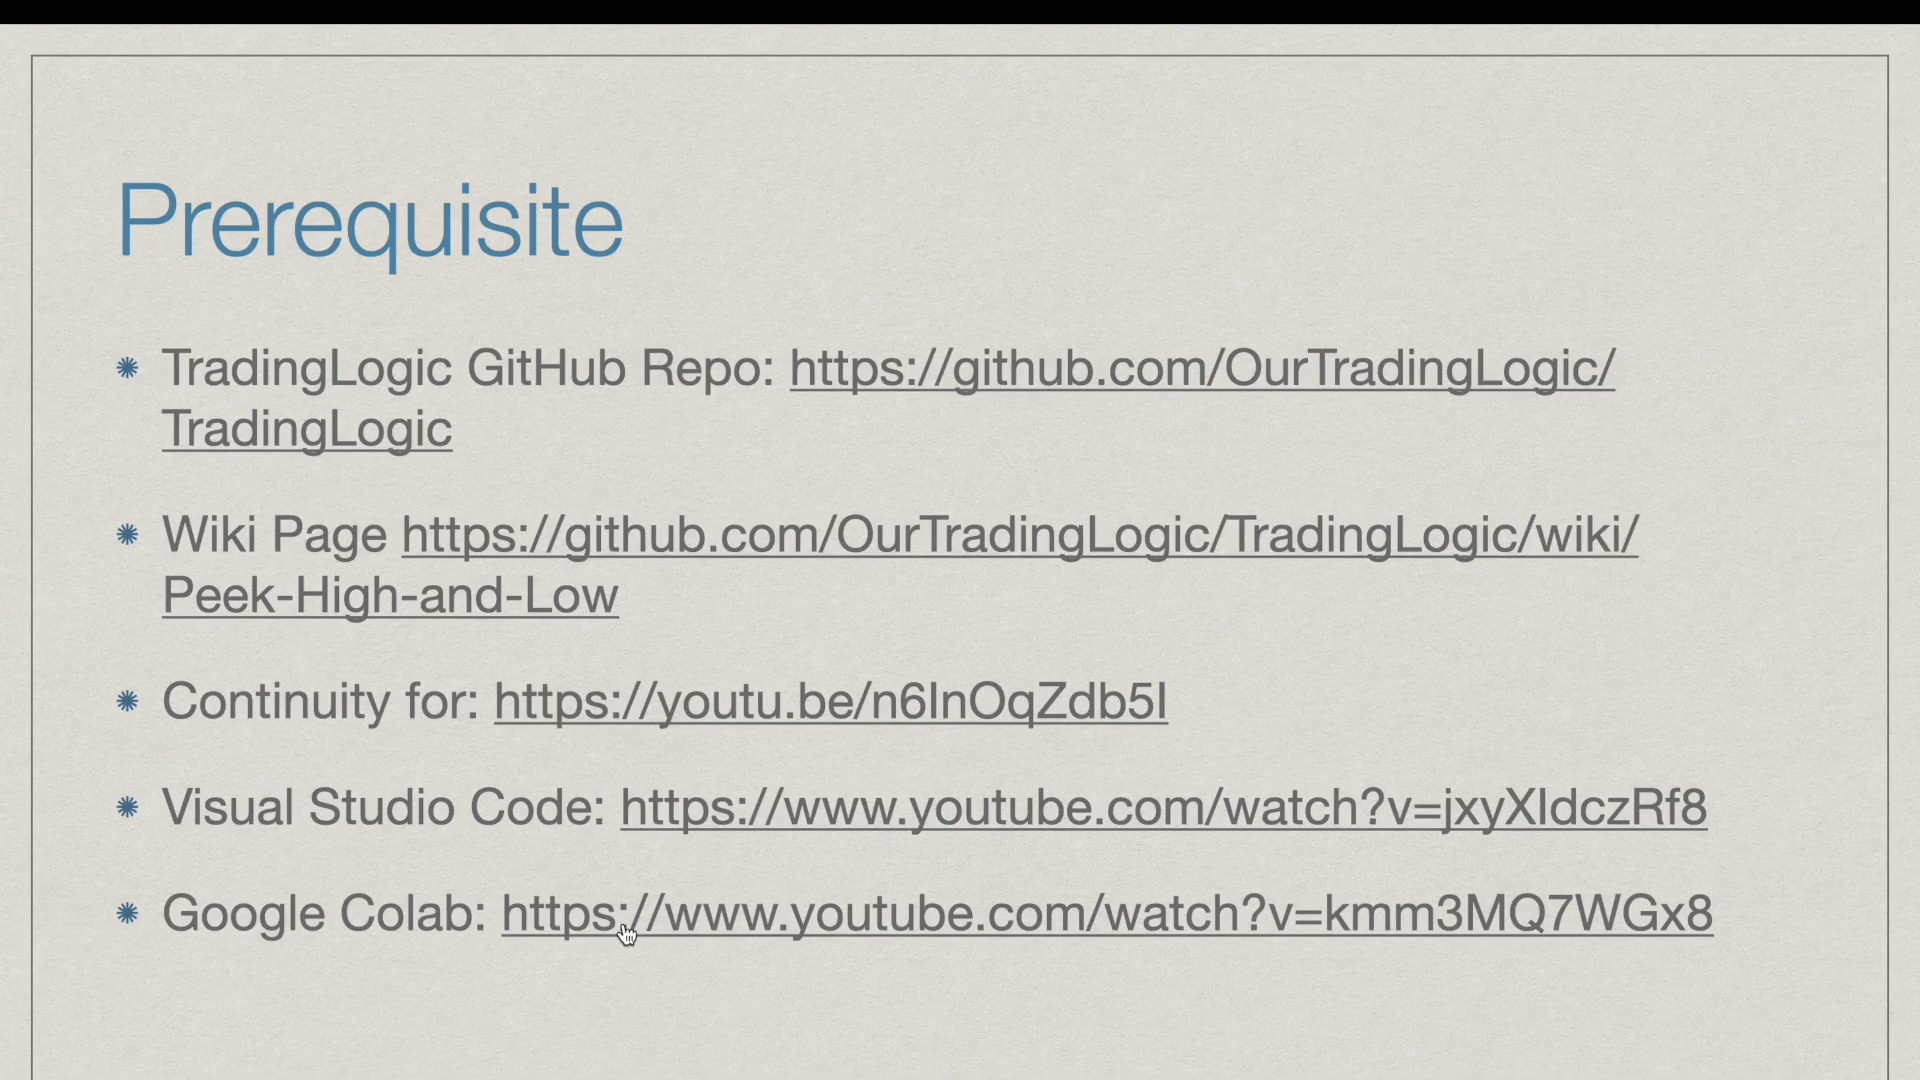 Prerequisite
TradingLogic GitHub Repo: https://github.com/OurTradingLogic/
TradingLogic
Wiki Page https://github.com/OurTradingLogic/TradingLogic/wiki/
Peek-High-and-Low
Continuity for: https://youtu.be/n6InOqZdb5I
Visual Studio Code: https://www.youtube.com/watch?v=jxyXIdczRf8
Google Colab: https://www.youtube.com/watch?v=kmm3MQ7WGx8